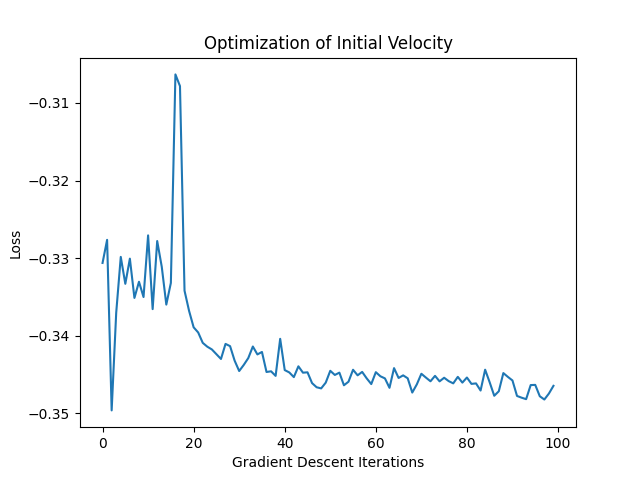 Optimization of Initial Velocity
−0.31
−0.32
−0.33
−0.34
−0.35
Loss
0 20 40 60 80 100
Gradient Descent Iterations